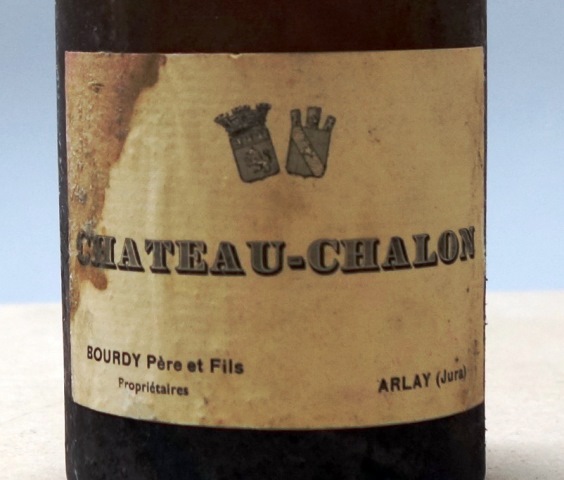 CHATEAU-CHALON
BOURDY Père et Fils
Propriétaires
ARLAY (Jura)